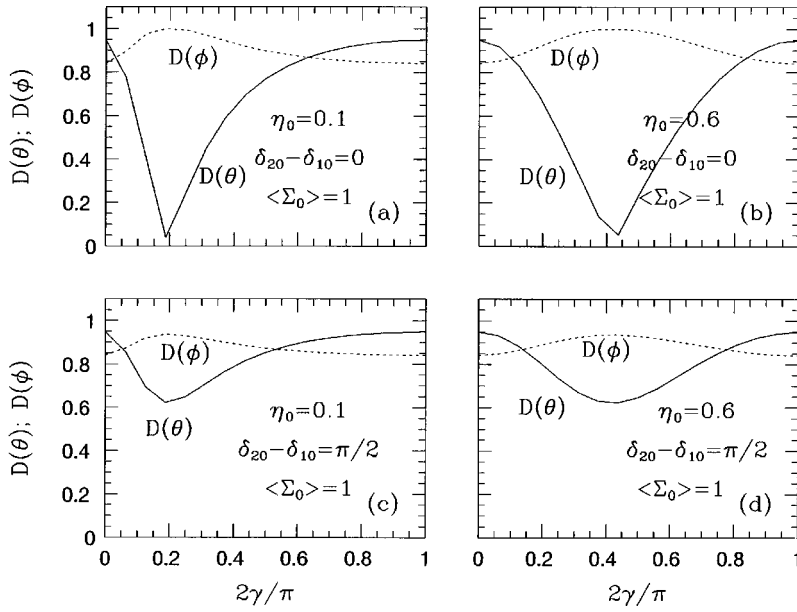 D(θ); D(ϕ)
1
0.8
0.6
0.4
0.2
0
D(ϕ)
D(θ)
η₀=0.1
δ₂₀−δ₁₀=0
<Σ₀>=1
(a)
D(ϕ)
D(θ)
η₀=0.6
δ₂₀−δ₁₀=0
<Σ₀>=1
(b)
D(θ); D(ϕ)
1
0.8
0.6
0.4
0.2
0
D(ϕ)
D(θ)
η₀=0.1
δ₂₀−δ₁₀=π/2
<Σ₀>=1
(c)
0 0.2 0.4 0.6 0.8 1
2γ/π
D(ϕ)
D(θ)
η₀=0.6
δ₂₀−δ₁₀=π/2
<Σ₀>=1
(d)
0 0.2 0.4 0.6 0.8 1
2γ/π